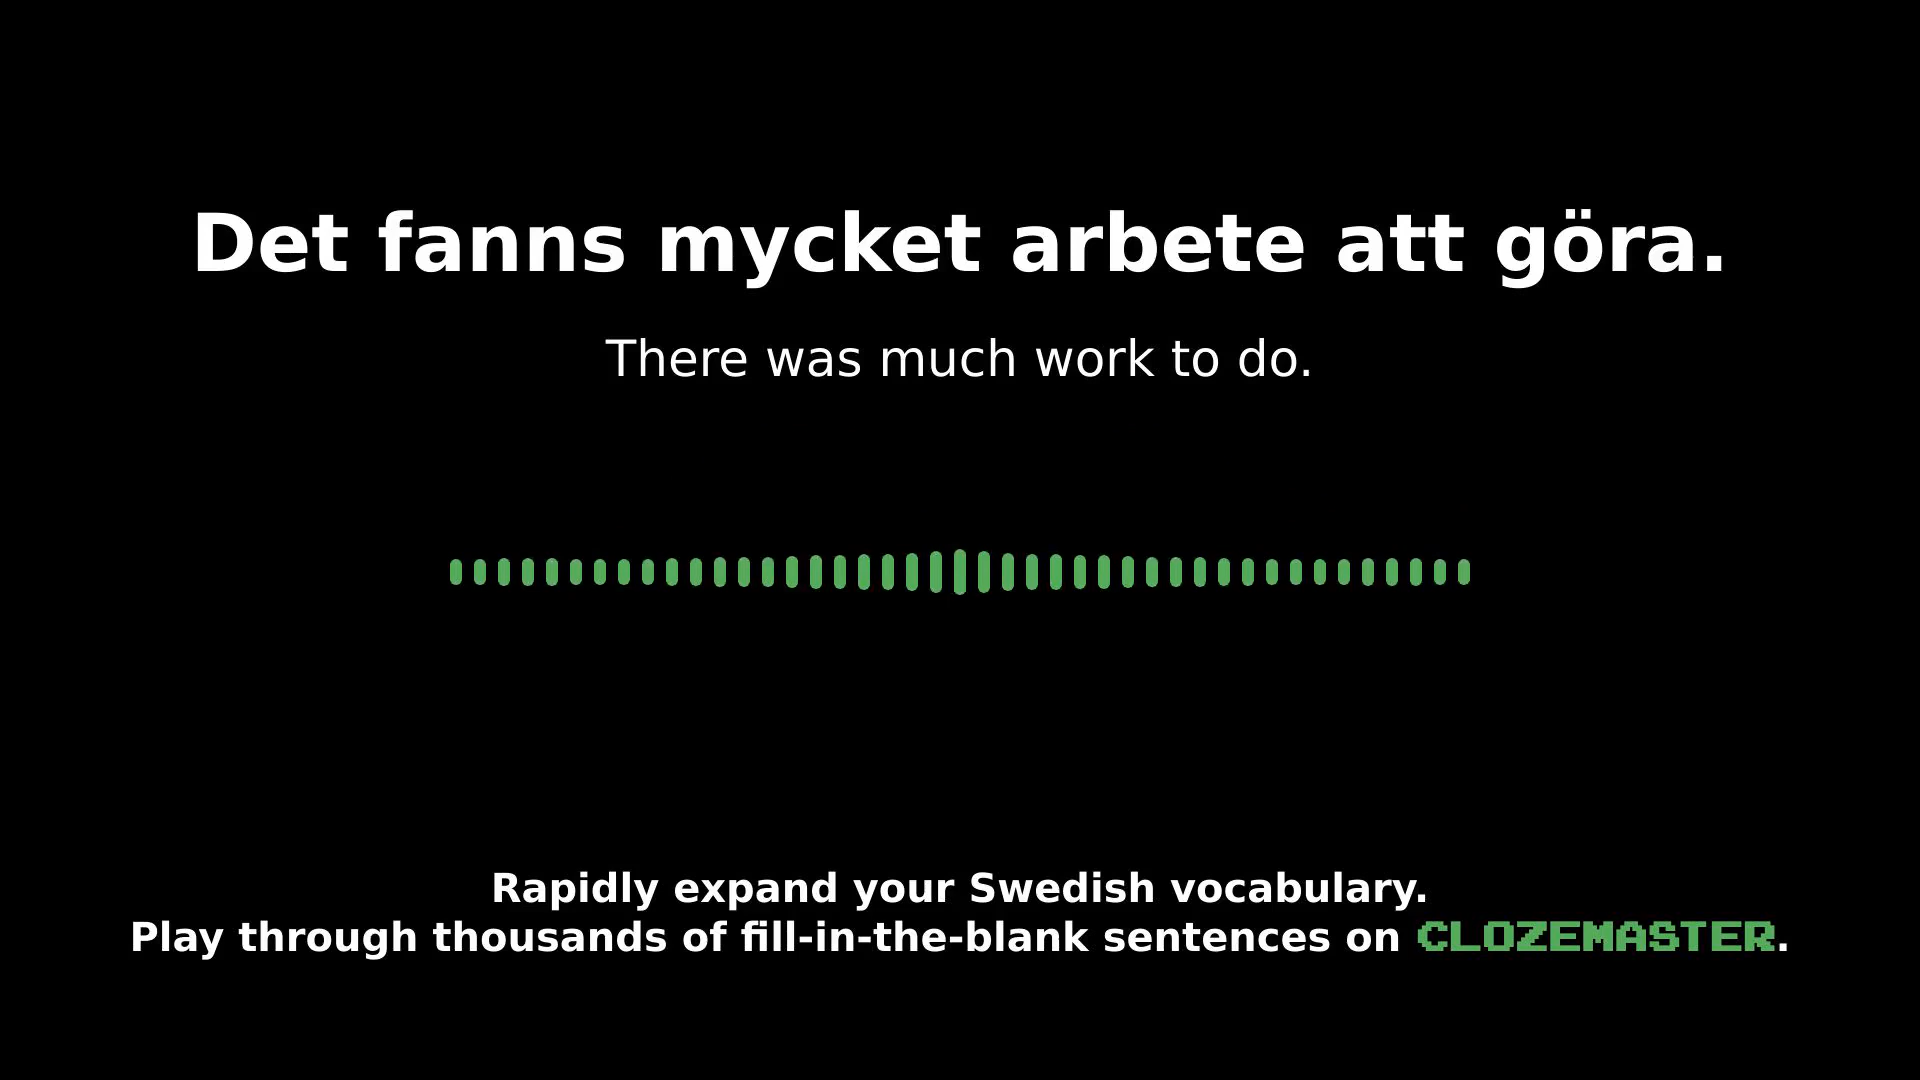 Det fanns mycket arbete att göra.
There was much work to do.
Rapidly expand your Swedish vocabulary.
Play through thousands of fill-in-the-blank sentences on CLOZEMASTER.